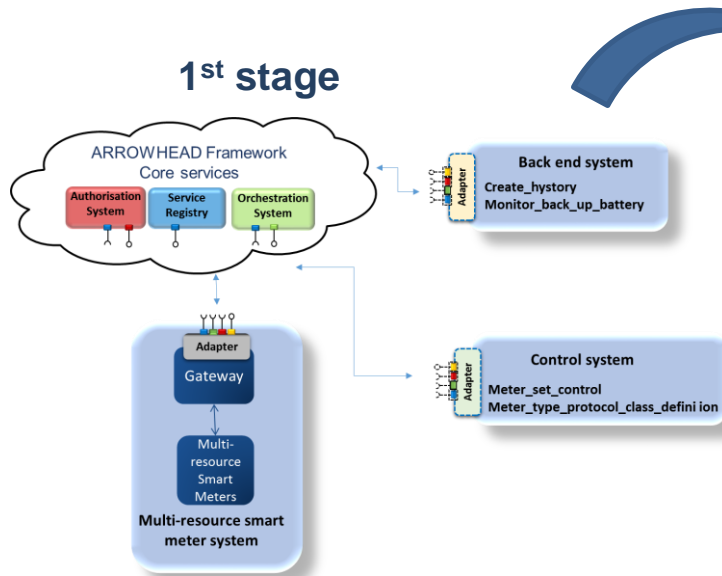 1st stage
ARROWHEAD Framework
Core services
Authorisation
System
Service
Registry
Orchestration
System
Adapter
Back end system
Create_hystory
Monitor_back_up_battery
Adapter
Gateway
Multi-
resource
Smart
Meters
Multi-resource smart
meter system
Adapter
Control system
Meter_set_control
Meter_type_protocol_class_defini ion